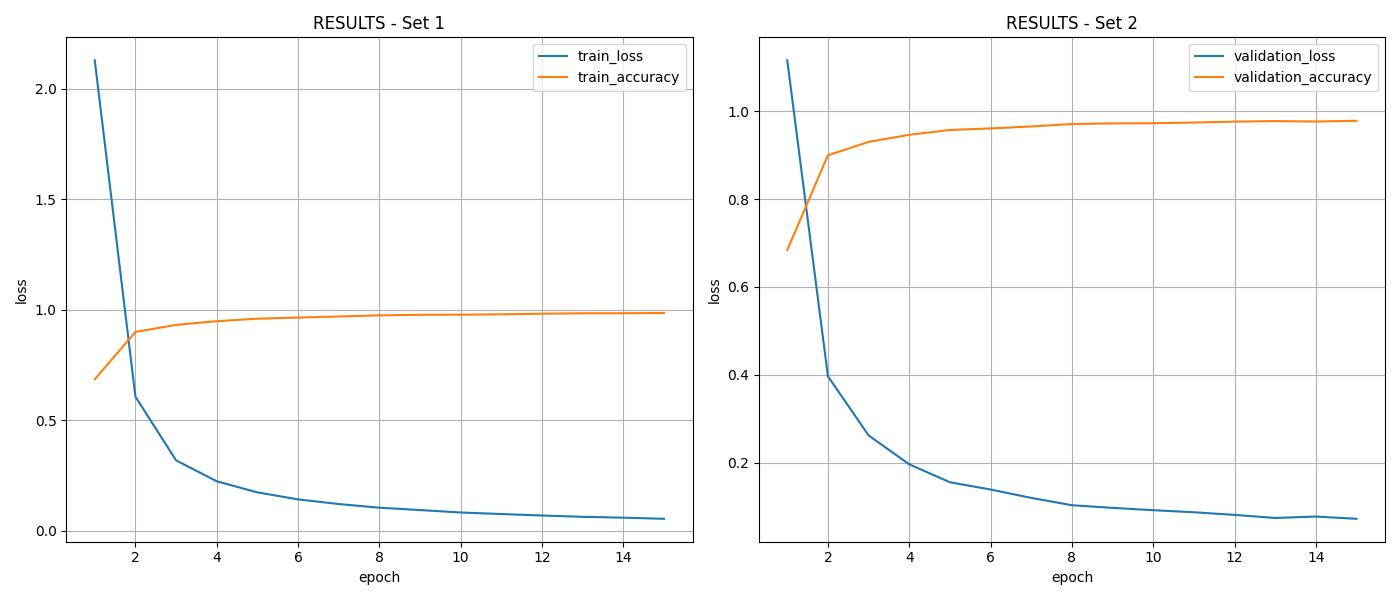 RESULTS - Set 1
train_loss
train_accuracy
2.0
1.5
1.0
0.5
0.0
loss
2 4 6 8 10 12 14
epoch
RESULTS - Set 2
validation_loss
validation_accuracy
1.0
0.8
0.6
0.4
0.2
loss
2 4 6 8 10 12 14
epoch